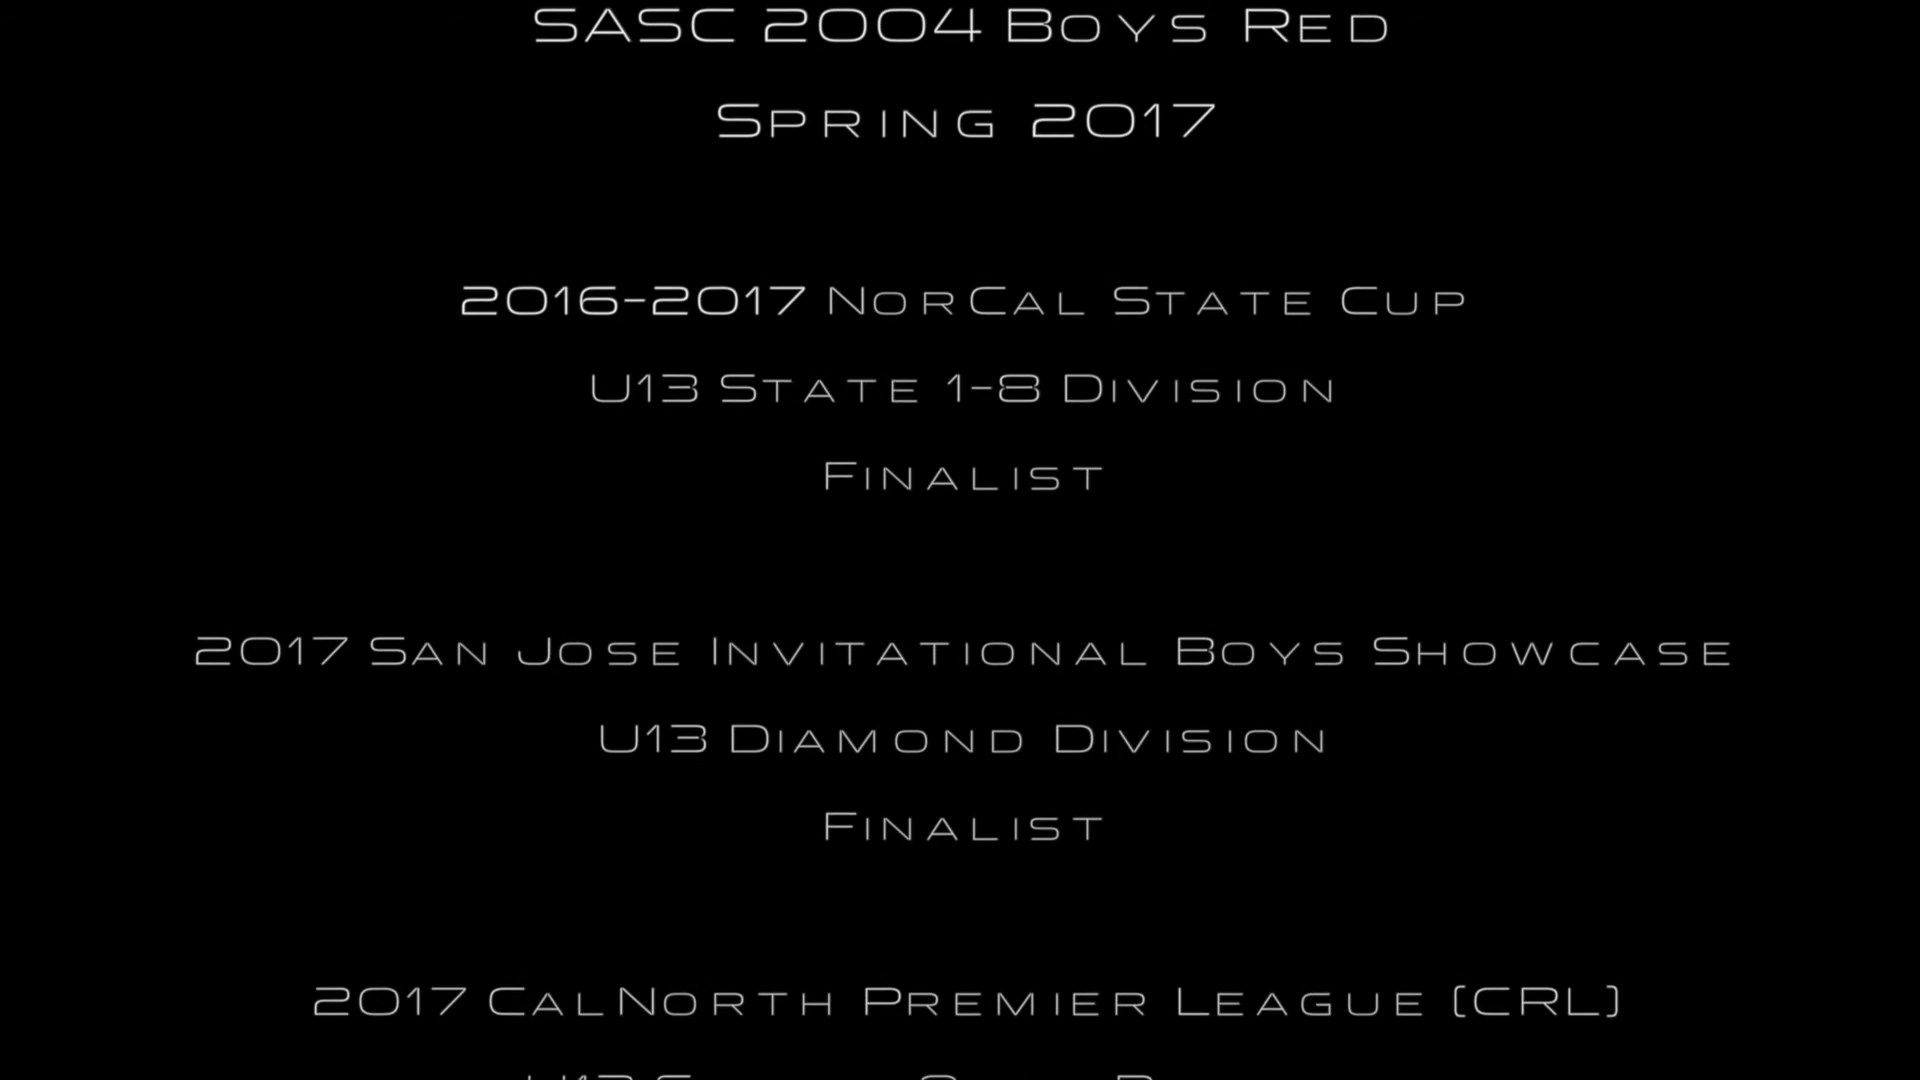 SASC 2004 Boys Red
Spring 2017
2016-2017 NorCal State Cup
U13 State 1-8 Division
Finalist
2017 San Jose Invitational Boys Showcase
U13 Diamond Division
Finalist
2017 CalNorth Premier League (CRL)
U13